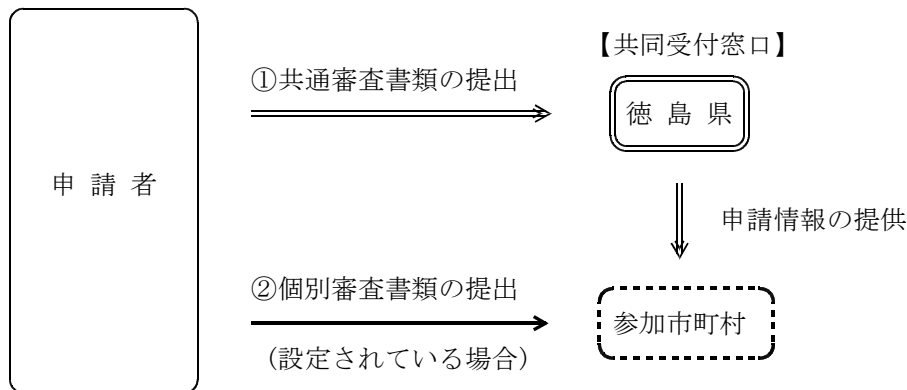 【共同受付窓口】
①共通審査書類の提出
徳 島 県
申 請 者
申請情報の提供
②個別審査書類の提出
参加市町村
（設定されている場合）